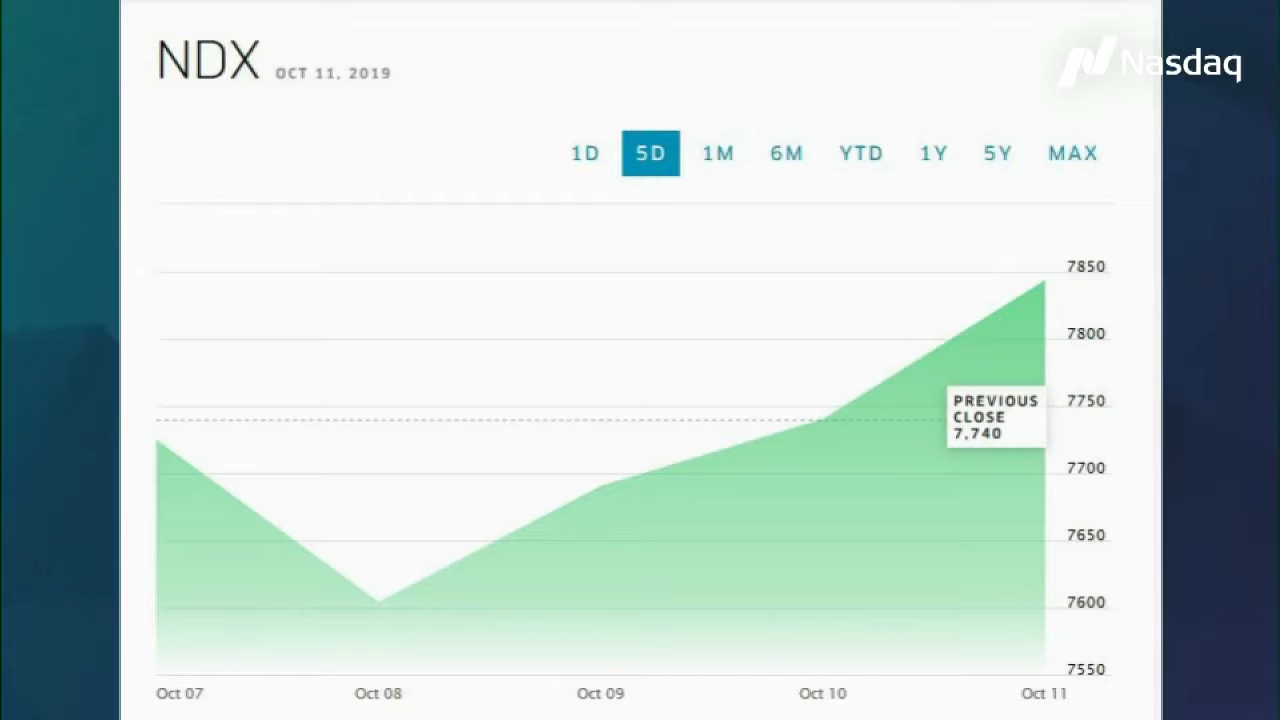 NDX OCT 11, 2019
Nasdaq
1D 5D 1M 6M YTD 1Y 5Y MAX
7850
7800
7750
PREVIOUS
CLOSE
7,740
7700
7650
7600
7550
Oct 07 Oct 08 Oct 09 Oct 10 Oct 11